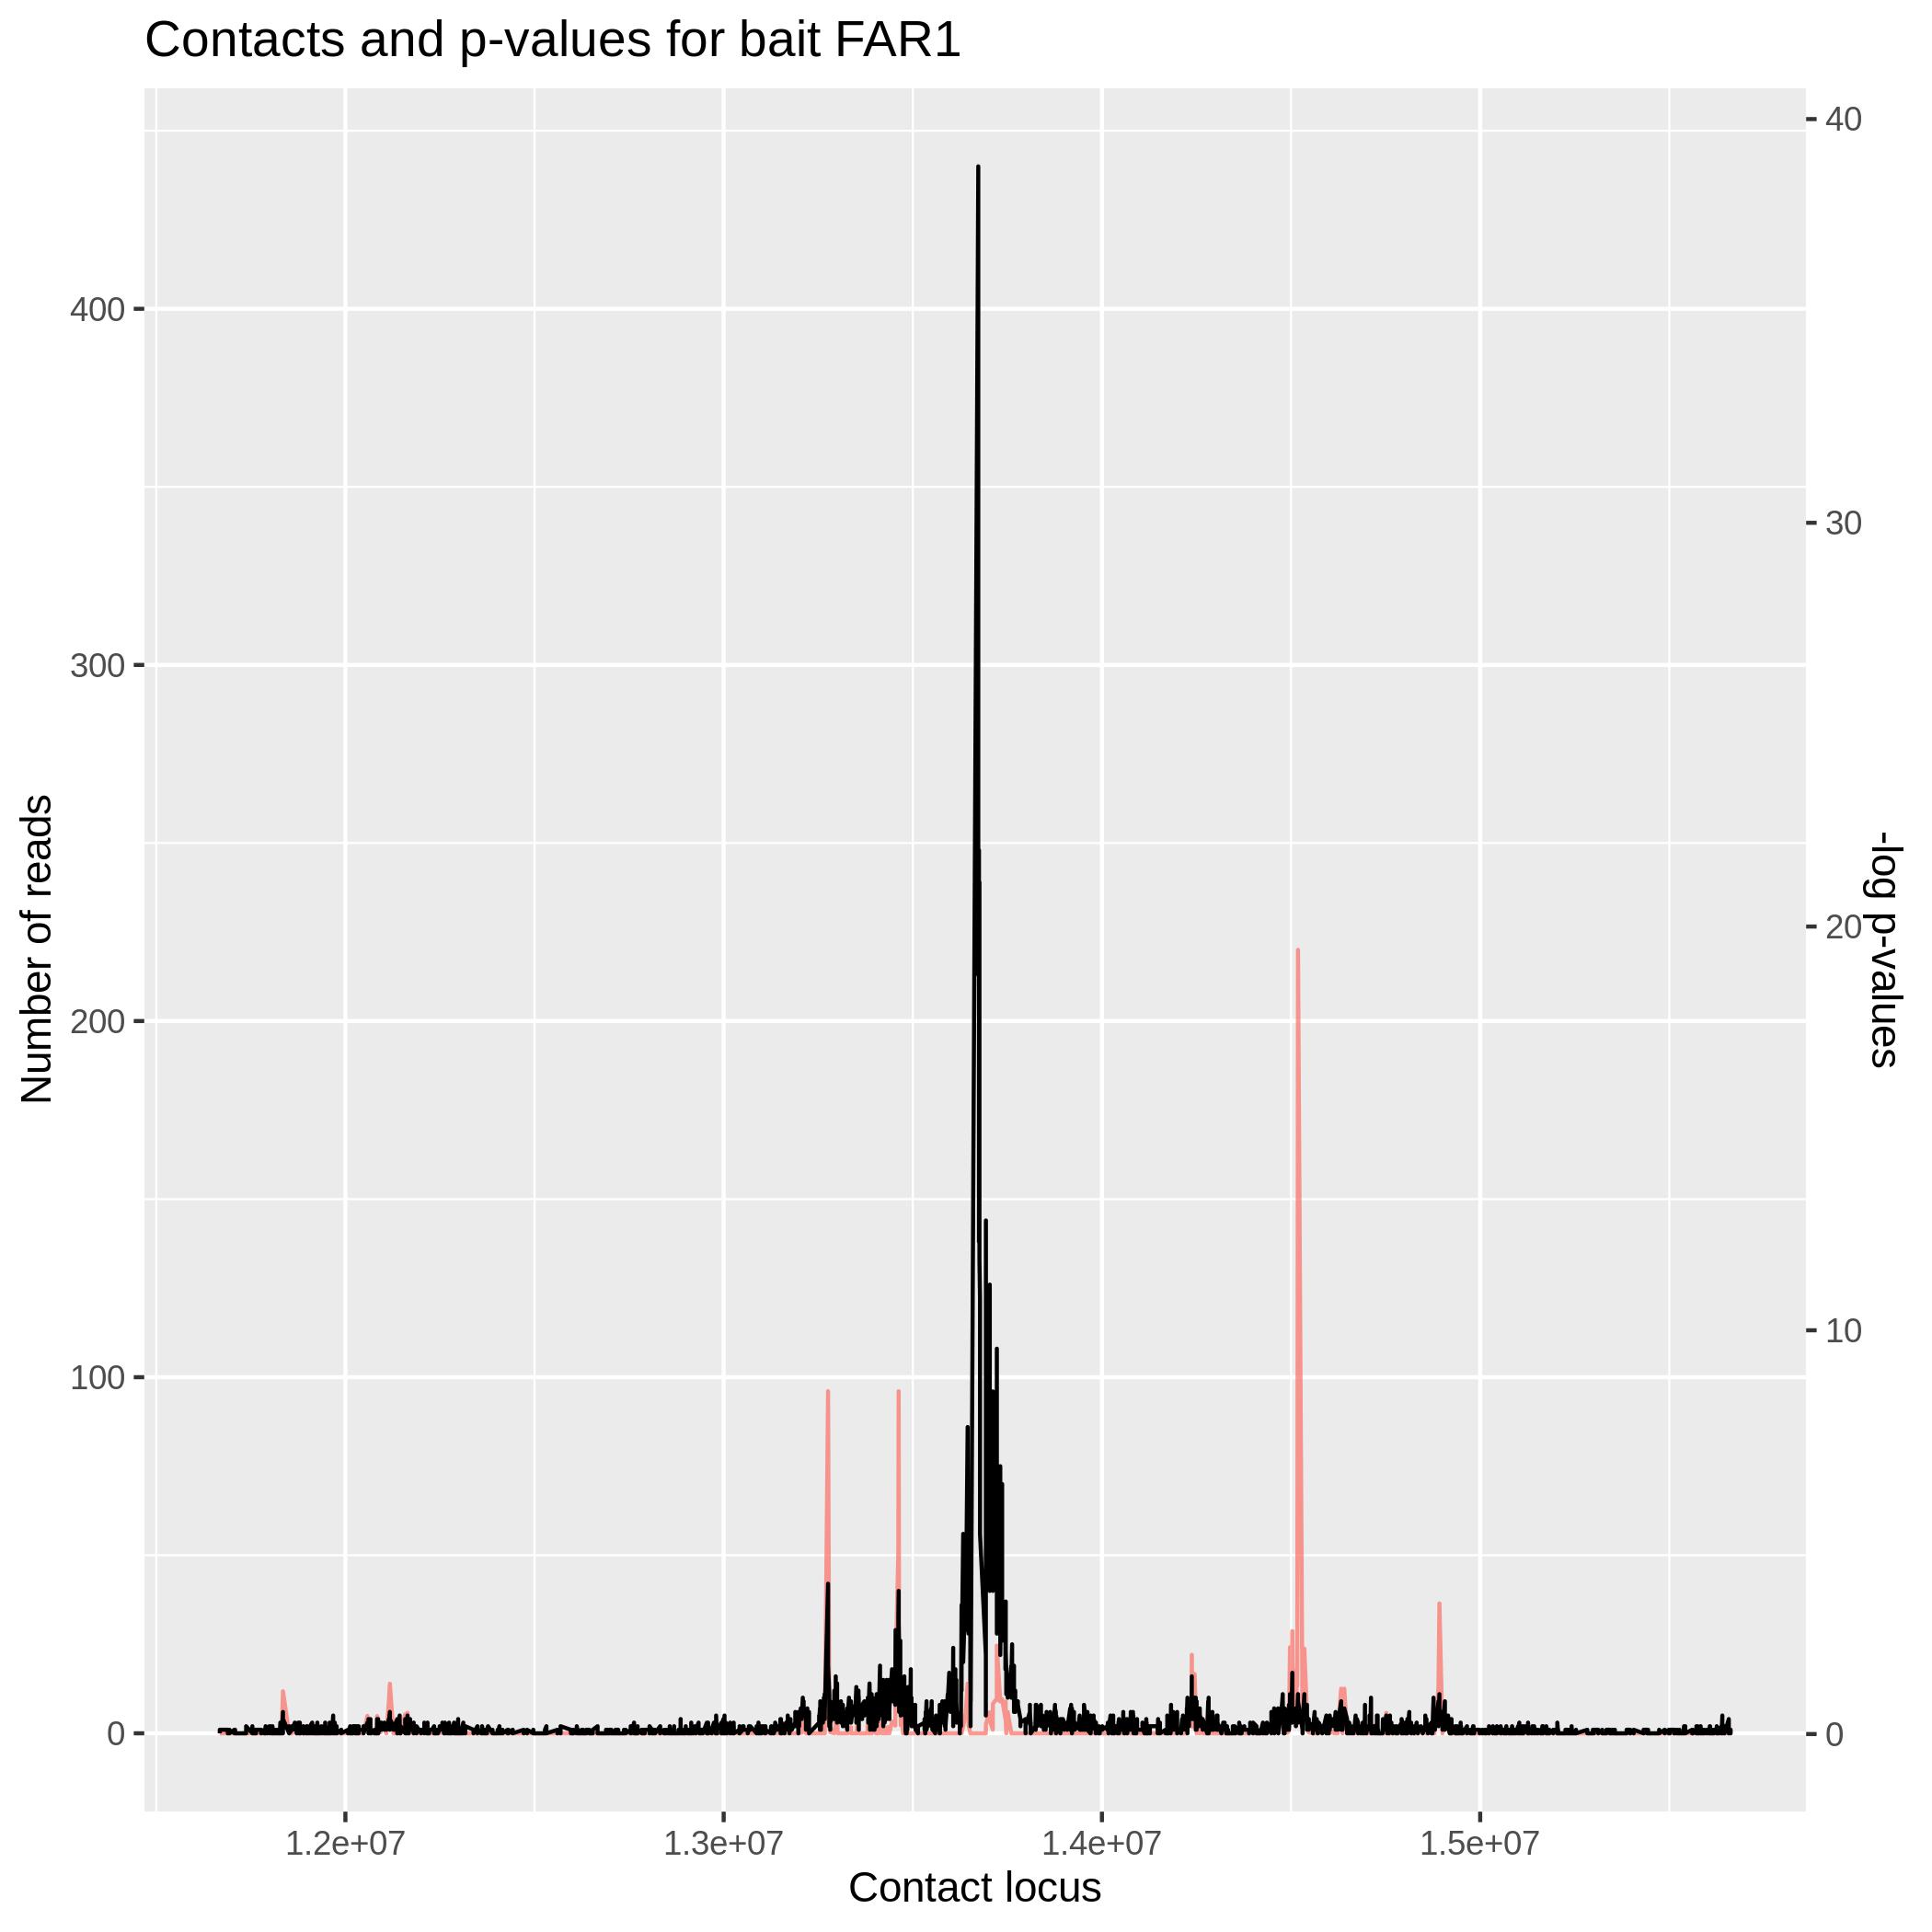 Contacts and p-values for bait FAR1
Number of reads
400
300
200
100
0
40
30
20
10
0
-log p-values
1.2e+07
1.3e+07
1.4e+07
1.5e+07
Contact locus